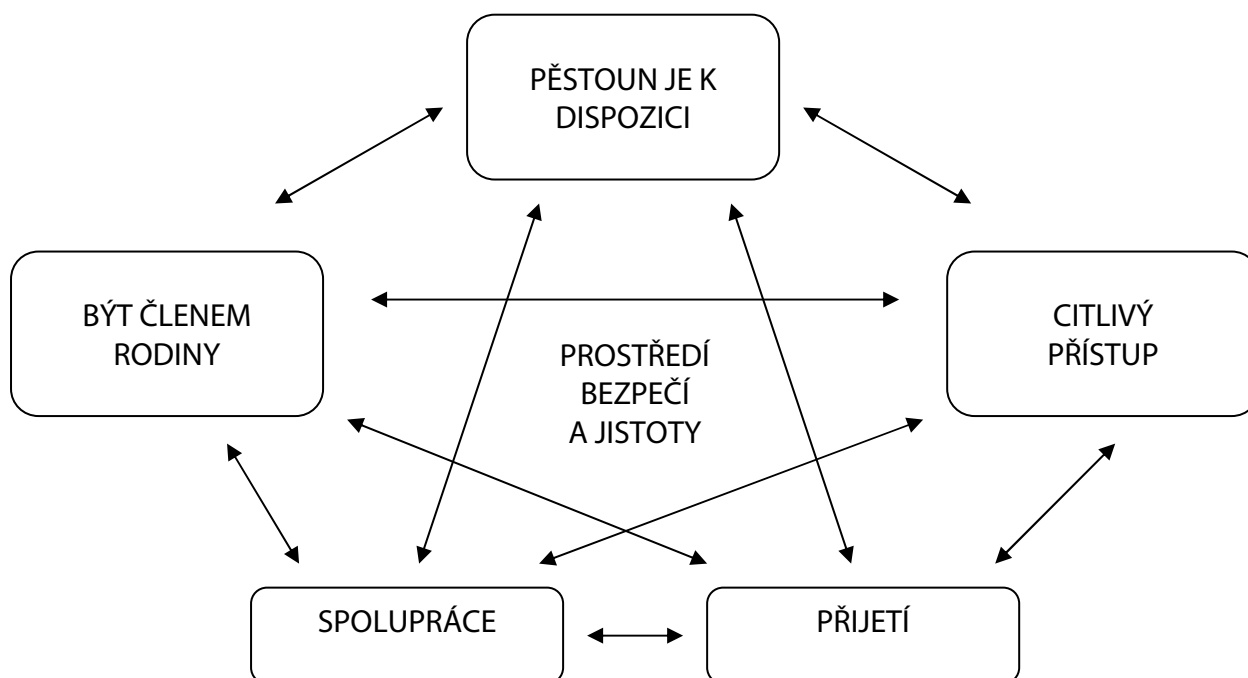 PĚSTOUN JE K
DISPOZICI
BÝT ČLENEM
RODINY
CITLIVÝ
PŘÍSTUP
PROSTŘEDÍ
BEZPEČÍ
A JISTOTY
SPOLUPRÁCE
PŘIJETÍ